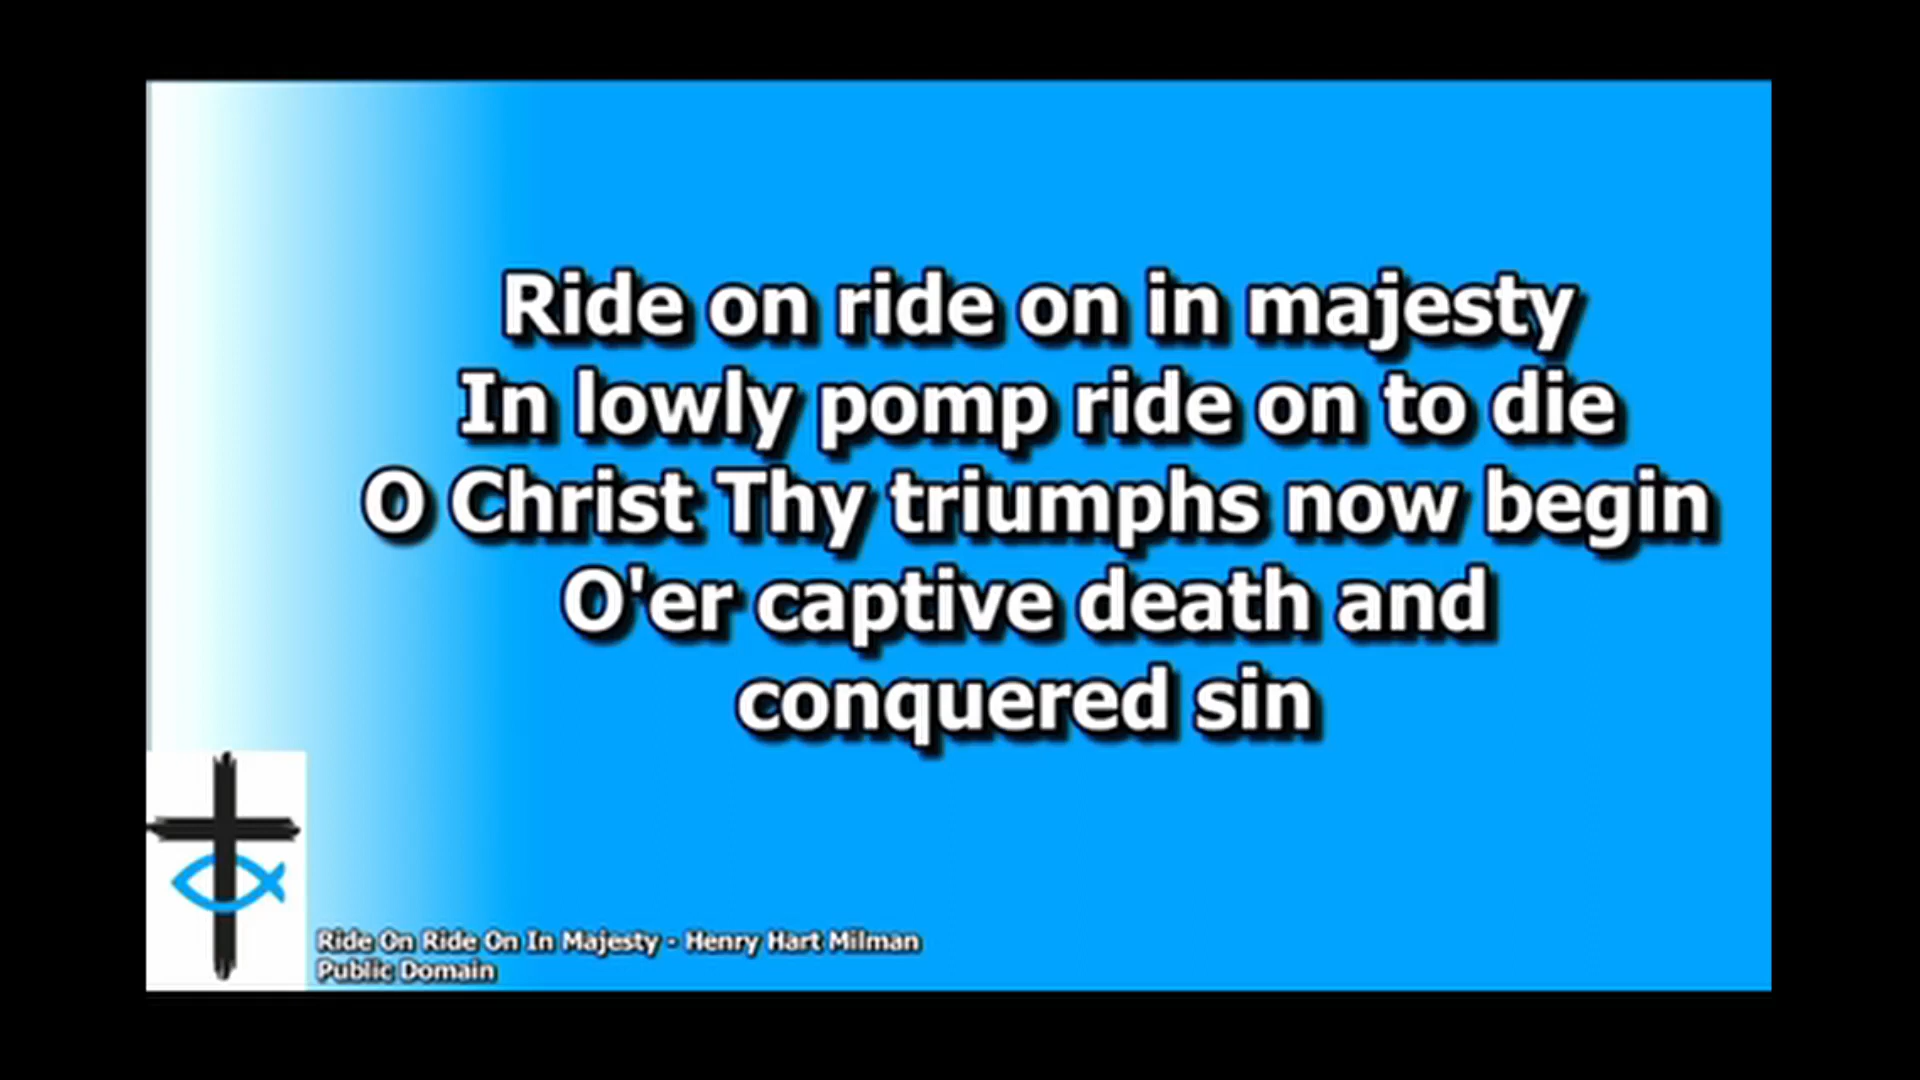 Ride on ride on in majesty
In lowly pomp ride on to die
O Christ Thy triumphs now begin
O'er captive death and
conquered sin
Ride On Ride On In Majesty - Henry Hart Milman
Public Domain